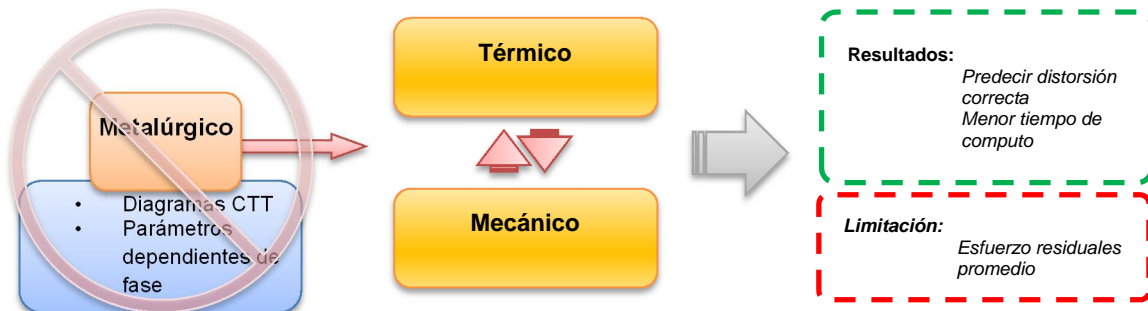 Metalúrgico
• Diagramas CTT
• Parámetros
dependientes de
fase
Térmico
Mecánico
Resultados:
Predecir distorsión
correcta
Menor tiempo de
computo
Limitación:
Esfuerzo residuales
promedio